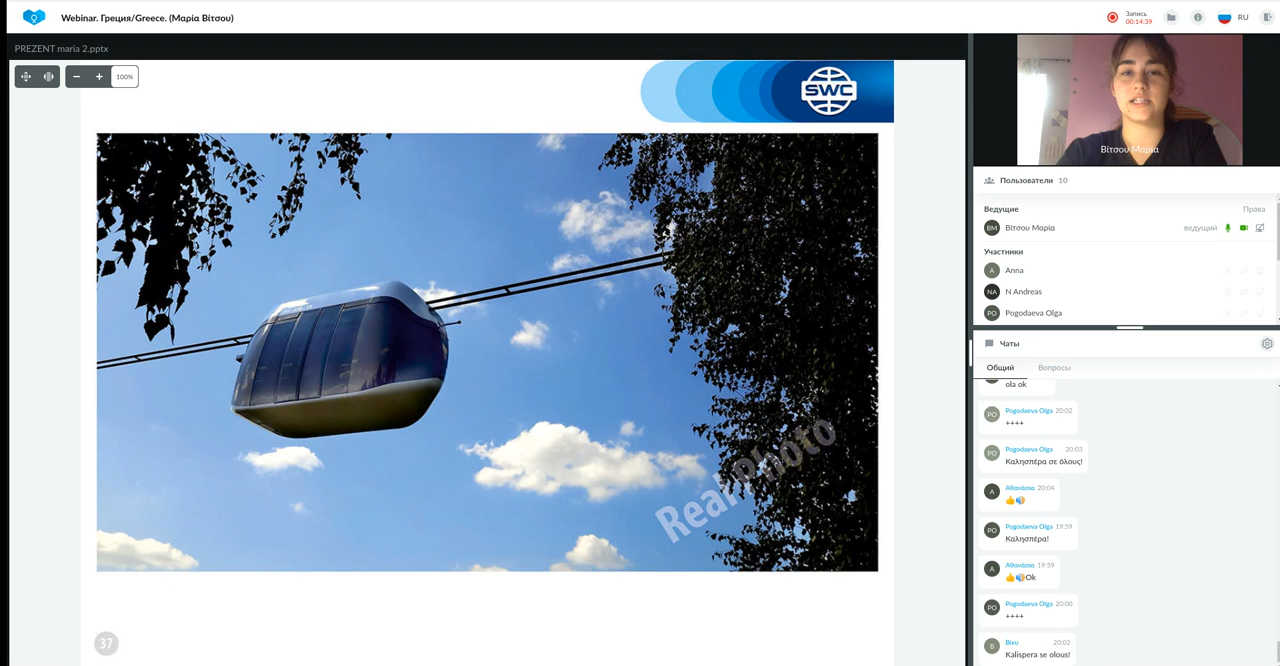 Webinar. Греция/Greece. (Μαρία Βίτσου)
Запись
00:14:39
RU
PREZENT maria 2.pptx
100%
SWC
Real Photo
37
Βίτσου Μαρία
Пользователи 10
Ведущие Права
ВМ Βίτσου Μαρία ведущий
Участники
A Anna
NA N Andreas
PO Pogodaeva Olga
Чаты
Общий Вопросы
ola ok
PO Pogodaeva Olga 20:02
++++
PO Pogodaeva Olga 20:03
Καλησπέρα σε όλους!
A Αθανάσια 20:04
👍
PO Pogodaeva Olga 19:59
Καλησπέρα!
A Αθανάσια 19:59
👍Ok
PO Pogodaeva Olga 20:00
++++
B Bixu 20:02
Kalispera se olous!